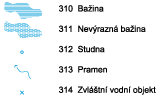 310 Bažina
311 Nevýrazná bažina
312 Studna
313 Pramen
314 Zvláštní vodní objekt